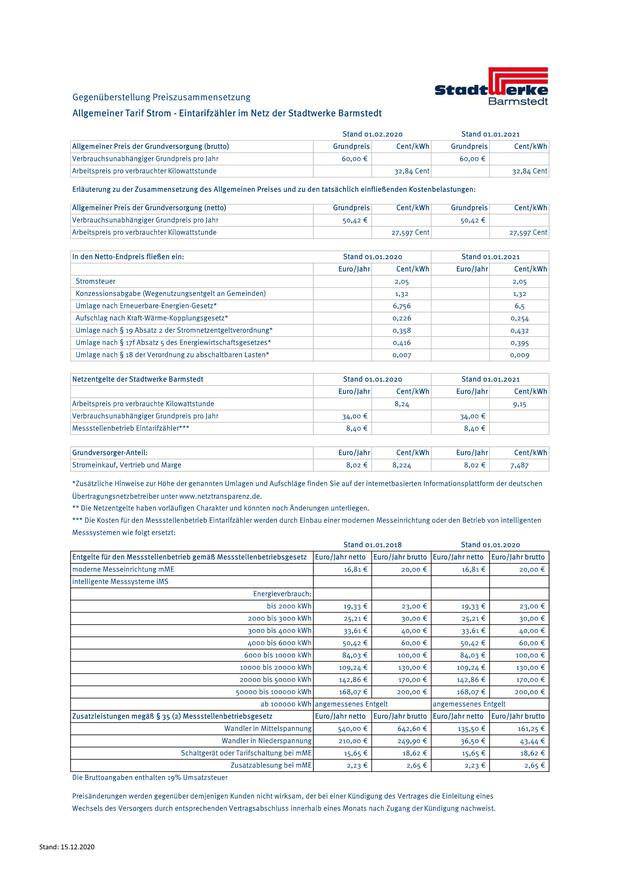 StadtWerke
Barmstedt
Gegenüberstellung Preiszusammensetzung
Allgemeiner Tarif Strom - Eintarifzähler im Netz der Stadtwerke Barmstedt
Stand 01.02.2020 Stand 01.01.2021
Allgemeiner Preis der Grundversorgung (brutto) Grundpreis Cent/kWh Grundpreis Cent/kWh
Verbrauchsunabhängiger Grundpreis pro Jahr 60,00 € 60,00 €
Arbeitspreis pro verbrauchter Kilowattstunde 32,84 Cent 32,84 Cent
Erläuterung zu der Zusammensetzung des Allgemeinen Preises und zu den tatsächlich einfließenden Kostenbelastungen:
Allgemeiner Preis der Grundversorgung (netto) Grundpreis Cent/kWh Grundpreis Cent/kWh
Verbrauchsunabhängiger Grundpreis pro Jahr 50,42 € 50,42 €
Arbeitspreis pro verbrauchter Kilowattstunde 27,597 Cent 27,597 Cent
In den Netto-Endpreis fließen ein: Stand 01.01.2020 Stand 01.01.2021
Euro/Jahr Cent/kWh Euro/Jahr Cent/kWh
Stromsteuer 2,05 2,05
Konzessionsabgabe (Wegenutzungsentgelt an Gemeinden) 1,32 1,32
Umlage nach Erneuerbare-Energien-Gesetz* 6,756 6,5
Aufschlag nach Kraft-Wärme-Kopplungsgesetz* 0,226 0,254
Umlage nach § 19 Absatz 2 der Stromnetzentgeltverordnung* 0,358 0,432
Umlage nach § 17f Absatz 5 des Energiewirtschaftsgesetzes* 0,416 0,395
Umlage nach § 18 der Verordnung zu abschaltbaren Lasten* 0,007 0,009
Netzentgelte der Stadtwerke Barmstedt Stand 01.01.2020 Stand 01.01.2021
Euro/Jahr Cent/kWh Euro/Jahr Cent/kWh
Arbeitspreis pro verbrauchte Kilowattstunde 8,24 9,15
Verbrauchsunabhängiger Grundpreis pro Jahr 34,00 € 34,00 €
Messstellenbetrieb Eintarifzähler*** 8,40 € 8,40 €
Grundversorger-Anteil: Euro/Jahr Cent/kWh Euro/Jahr Cent/kWh
Stromeinkauf, Vertrieb und Marge 8,02 € 8,224 8,02 € 7,487
*Zusätzliche Hinweise zur Höhe der genannten Umlagen und Aufschläge finden Sie auf der internetbasierten Informationsplattform der deutschen
Übertragungsnetzbetreiber unter www.netztransparenz.de.
** Die Netzentgelte haben vorläufigen Charakter und könnten noch Änderungen unterliegen.
*** Die Kosten für den Messstellenbetrieb Eintarifzähler werden durch Einbau einer modernen Messeinrichtung oder den Betrieb von intelligenten
Messsystemen wie folgt ersetzt:
Stand 01.01.2018 Stand 01.01.2020
Entgelte für den Messstellenbetrieb gemäß Messstellenbetriebsgesetz Euro/Jahr netto Euro/Jahr brutto Euro/Jahr netto Euro/Jahr brutto
moderne Messeinrichtung mME 16,81 € 20,00 € 16,81 € 20,00 €
intelligente Messsysteme iMS
Energieverbrauch:
bis 2000 kWh 19,33 € 23,00 € 19,33 € 23,00 €
2000 bis 3000 kWh 25,21 € 30,00 € 25,21 € 30,00 €
3000 bis 4000 kWh 33,61 € 40,00 € 33,61 € 40,00 €
4000 bis 6000 kWh 50,42 € 60,00 € 50,42 € 60,00 €
6000 bis 10000 kWh 84,03 € 100,00 € 84,03 € 100,00 €
10000 bis 20000 kWh 109,24 € 130,00 € 109,24 € 130,00 €
20000 bis 50000 kWh 142,86 € 170,00 € 142,86 € 170,00 €
50000 bis 100000 kWh 168,07 € 200,00 € 168,07 € 200,00 €
ab 100000 kWh angemessenes Entgelt angemessenes Entgelt
Zusatzleistungen megäß § 35 (2) Messstellenbetriebsgesetz Euro/Jahr netto Euro/Jahr brutto Euro/Jahr netto Euro/Jahr brutto
Wandler in Mittelspannung 540,00 € 642,60 € 135,50 € 161,25 €
Wandler in Niederspannung 210,00 € 249,90 € 36,50 € 43,44 €
Schaltgerät oder Tarifschaltung bei mME 15,65 € 18,62 € 15,65 € 18,62 €
Zusatzablesung bei mME 2,23 € 2,65 € 2,23 € 2,65 €
Die Bruttoangaben enthalten 19% Umsatzsteuer
Preisänderungen werden gegenüber demjenigen Kunden nicht wirksam, der bei einer Kündigung des Vertrages die Einleitung eines
Wechsels des Versorgers durch entsprechenden Vertragsabschluss innerhalb eines Monats nach Zugang der Kündigung nachweist.
Stand: 15.12.2020